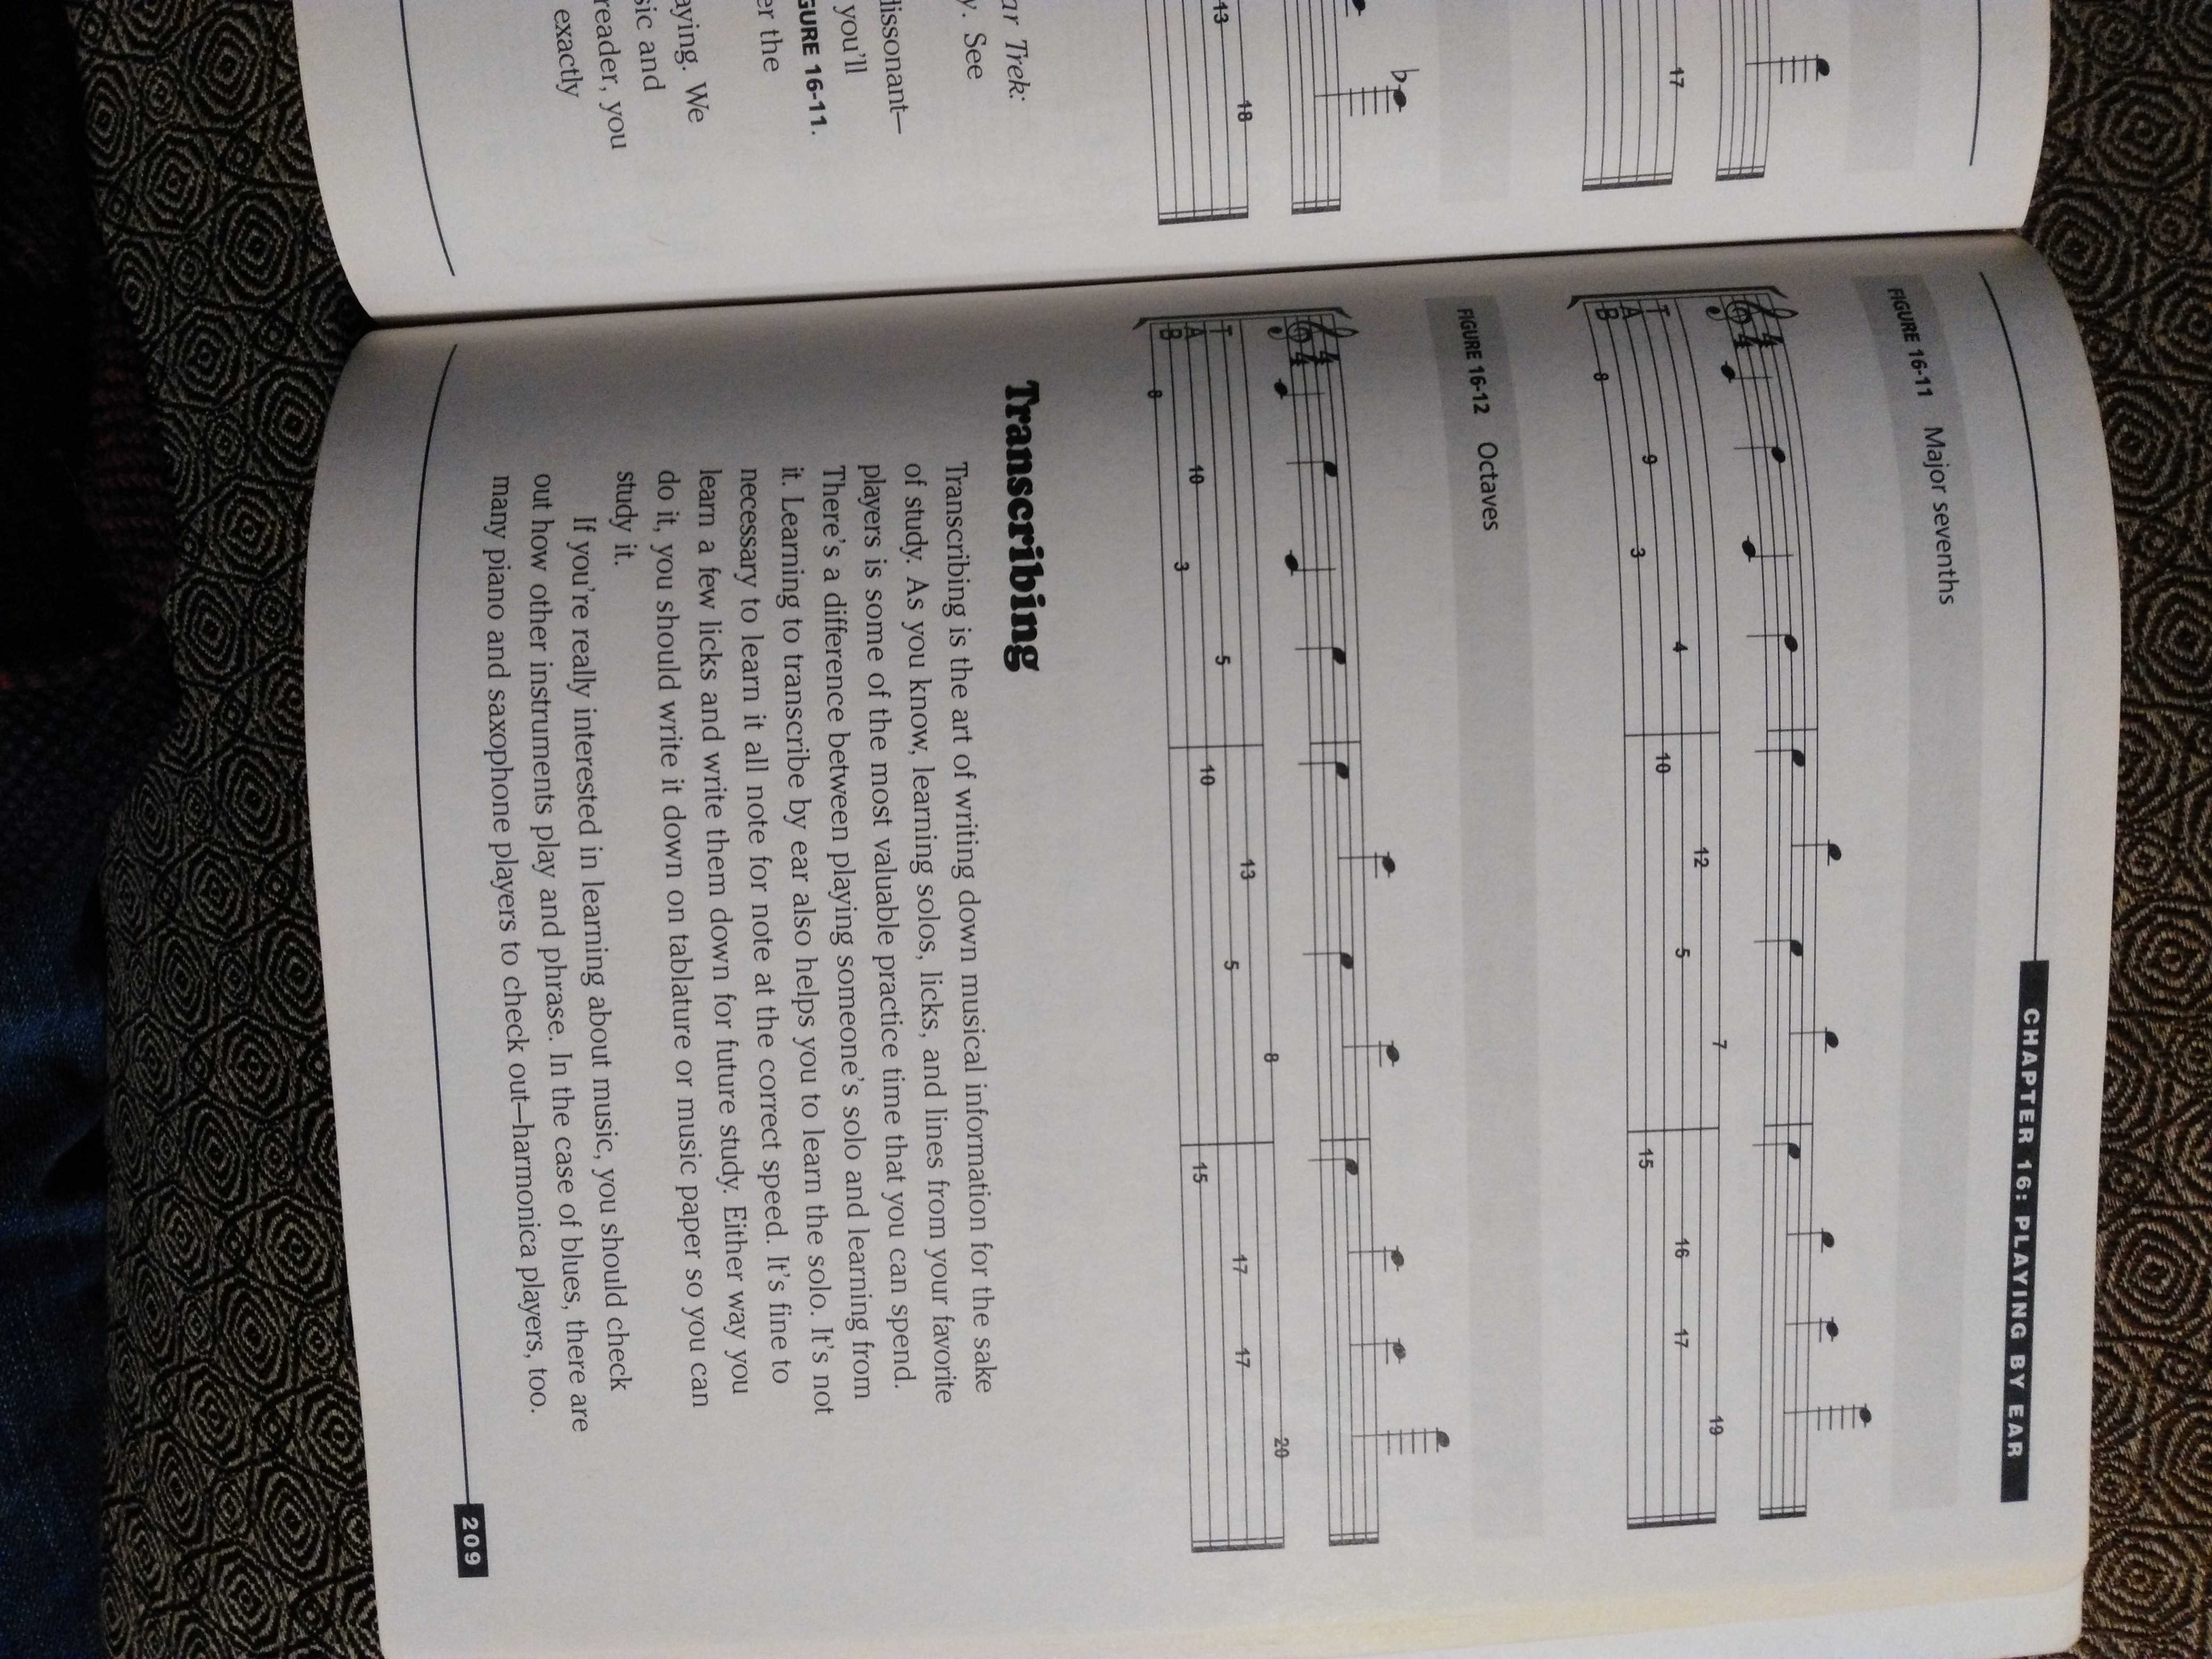 17
13
18
ar Trek:
y. See
dissonant—
you'll
GURE 16-11.
er the
aying. We
sic and
reader, you
exactly
CHAPTER 16: PLAYING BY EAR
FIGURE 16-11 Major sevenths
4
4
T
A
B
8 9 3 4 10 12 5 7 15 16 17 19
FIGURE 16-12 Octaves
4
4
T
A
B
8 10 3 5 10 13 5 8 15 17 17 20
Transcribing
Transcribing is the art of writing down musical information for the sake
of study. As you know, learning solos, licks, and lines from your favorite
players is some of the most valuable practice time that you can spend.
There's a difference between playing someone's solo and learning from
it. Learning to transcribe by ear also helps you to learn the solo. It's not
necessary to learn it all note for note at the correct speed. It's fine to
learn a few licks and write them down for future study. Either way you
do it, you should write it down on tablature or music paper so you can
study it.
If you're really interested in learning about music, you should check
out how other instruments play and phrase. In the case of blues, there are
many piano and saxophone players to check out—harmonica players, too.
209